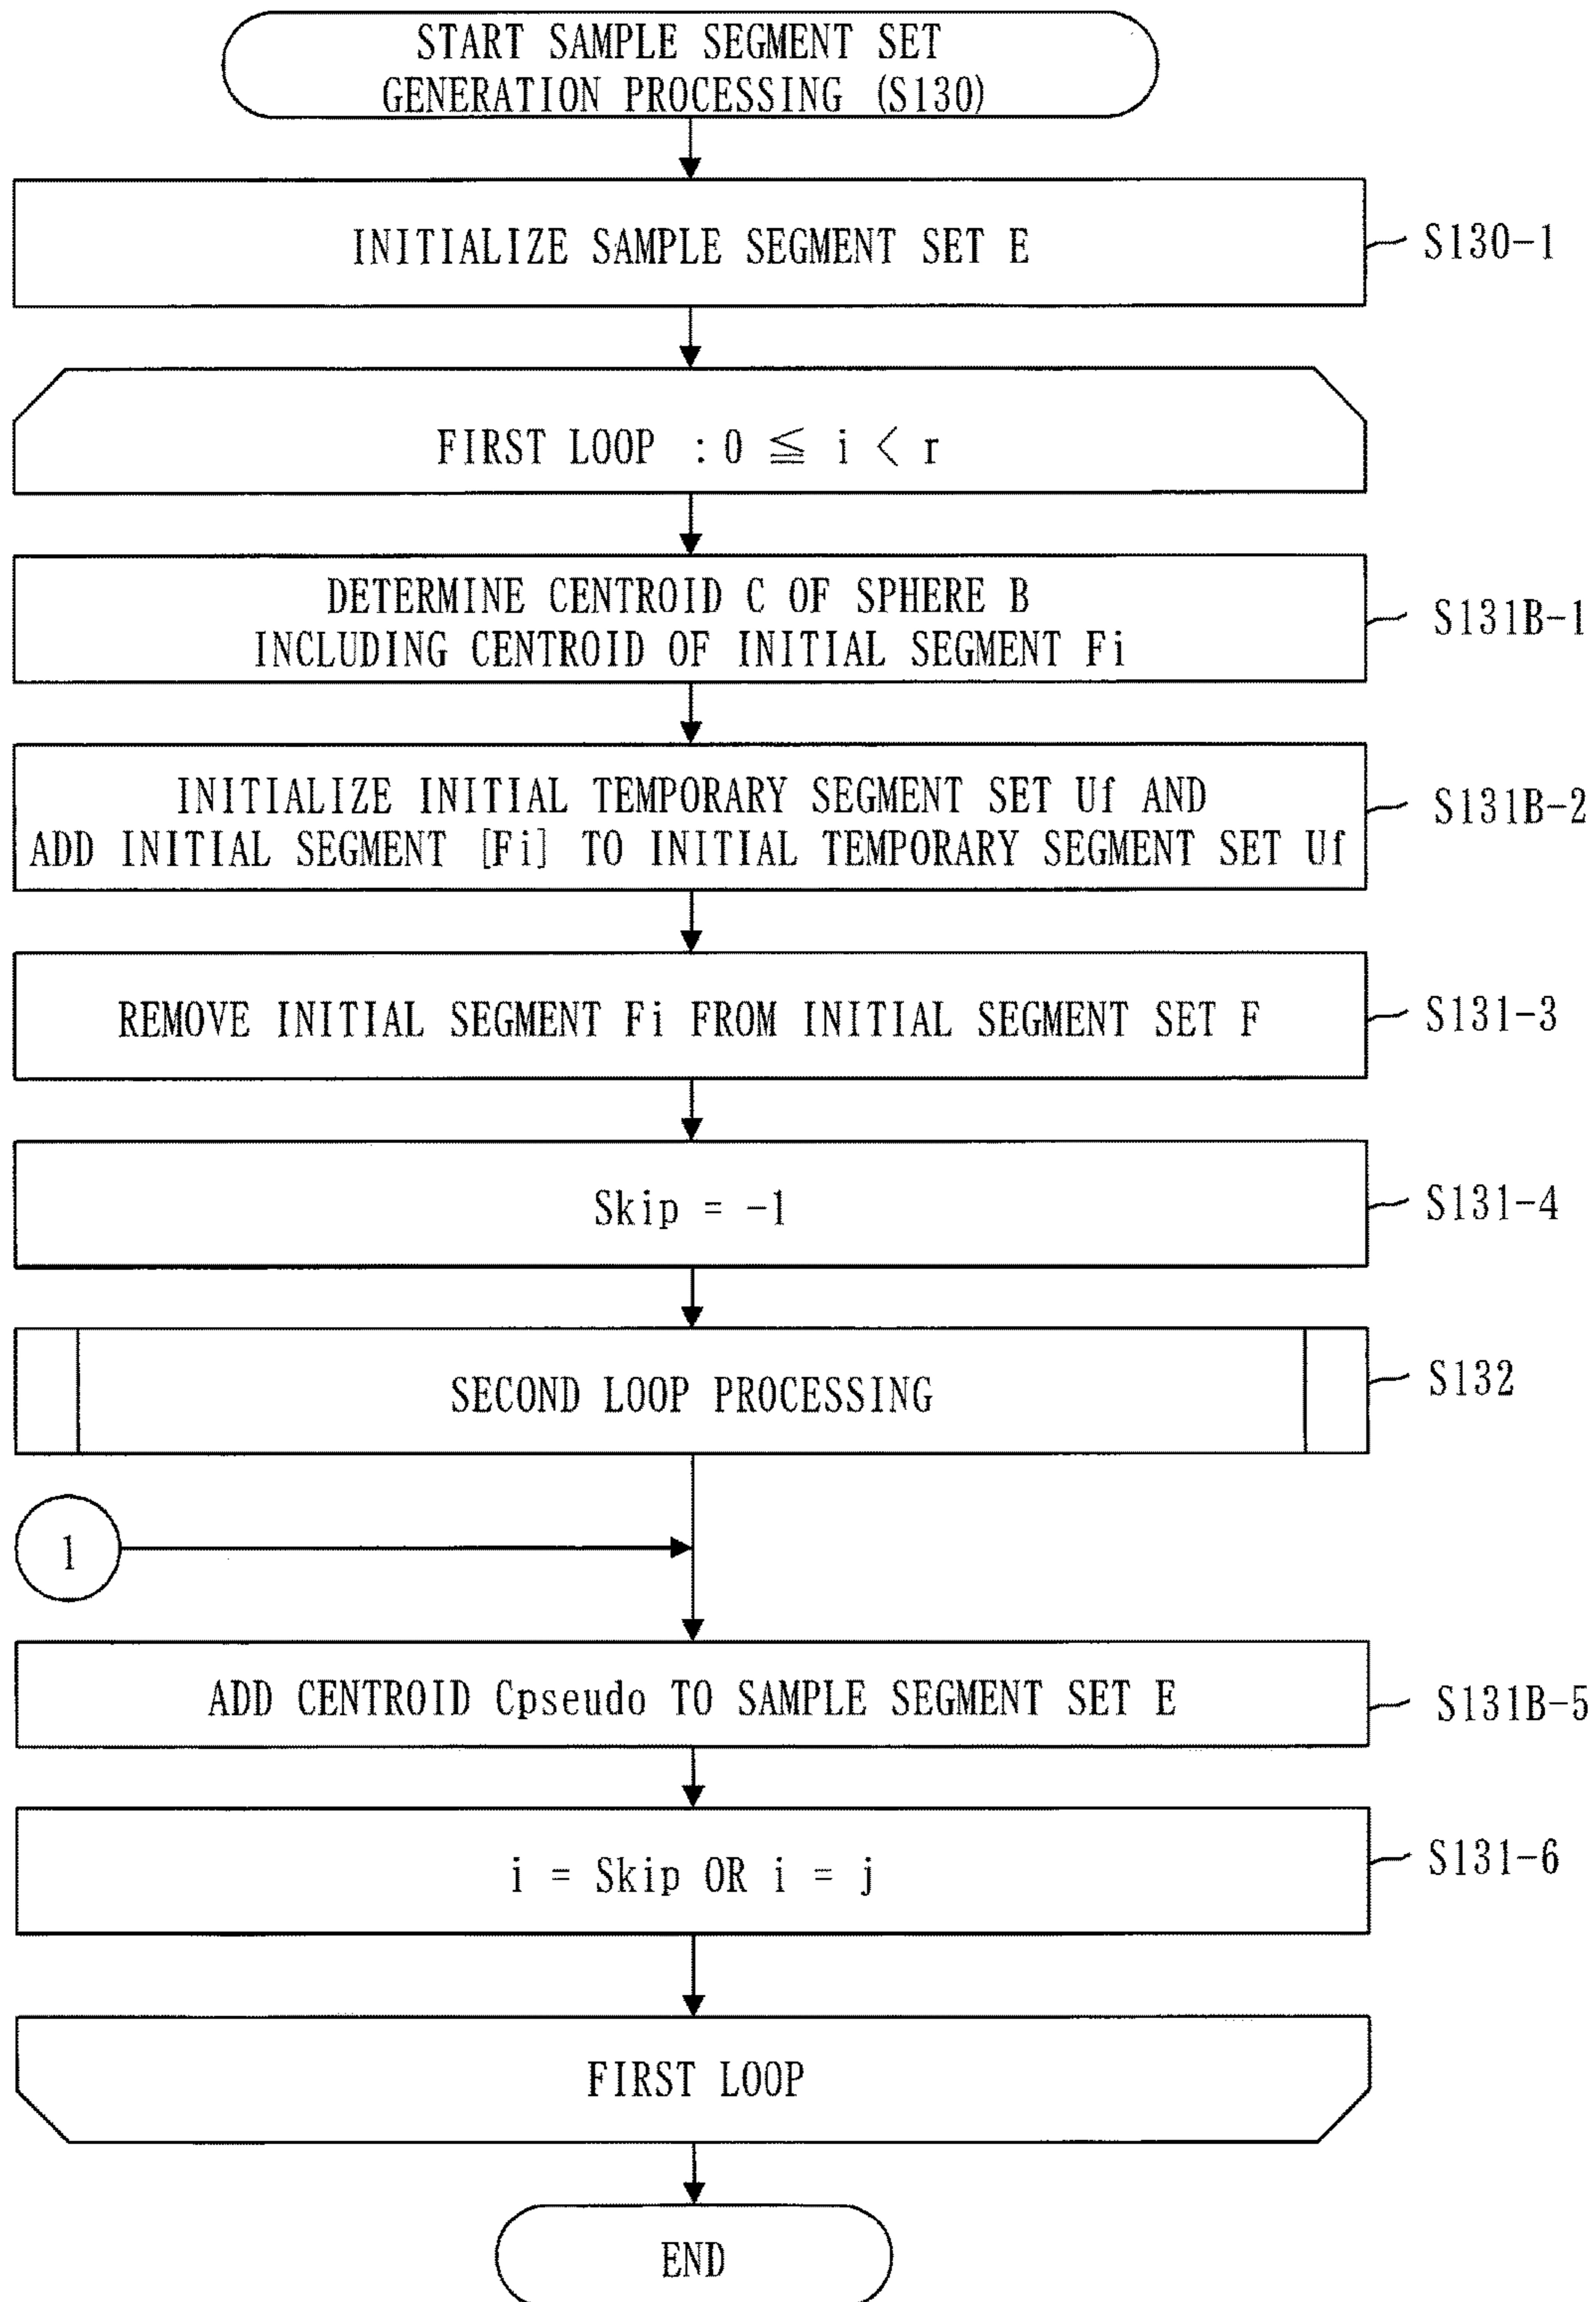 START SAMPLE SEGMENT SET
GENERATION PROCESSING (S130)
INITIALIZE SAMPLE SEGMENT SET E
S130-1
FIRST LOOP : 0 ≦ i < r
DETERMINE CENTROID C OF SPHERE B
INCLUDING CENTROID OF INITIAL SEGMENT Fi
S131B-1
INITIALIZE INITIAL TEMPORARY SEGMENT SET Uf AND
ADD INITIAL SEGMENT [Fi] TO INITIAL TEMPORARY SEGMENT SET Uf
S131B-2
REMOVE INITIAL SEGMENT Fi FROM INITIAL SEGMENT SET F
S131-3
Skip = -1
S131-4
SECOND LOOP PROCESSING
S132
1
ADD CENTROID Cpseudo TO SAMPLE SEGMENT SET E
S131B-5
i = Skip OR i = j
S131-6
FIRST LOOP
END